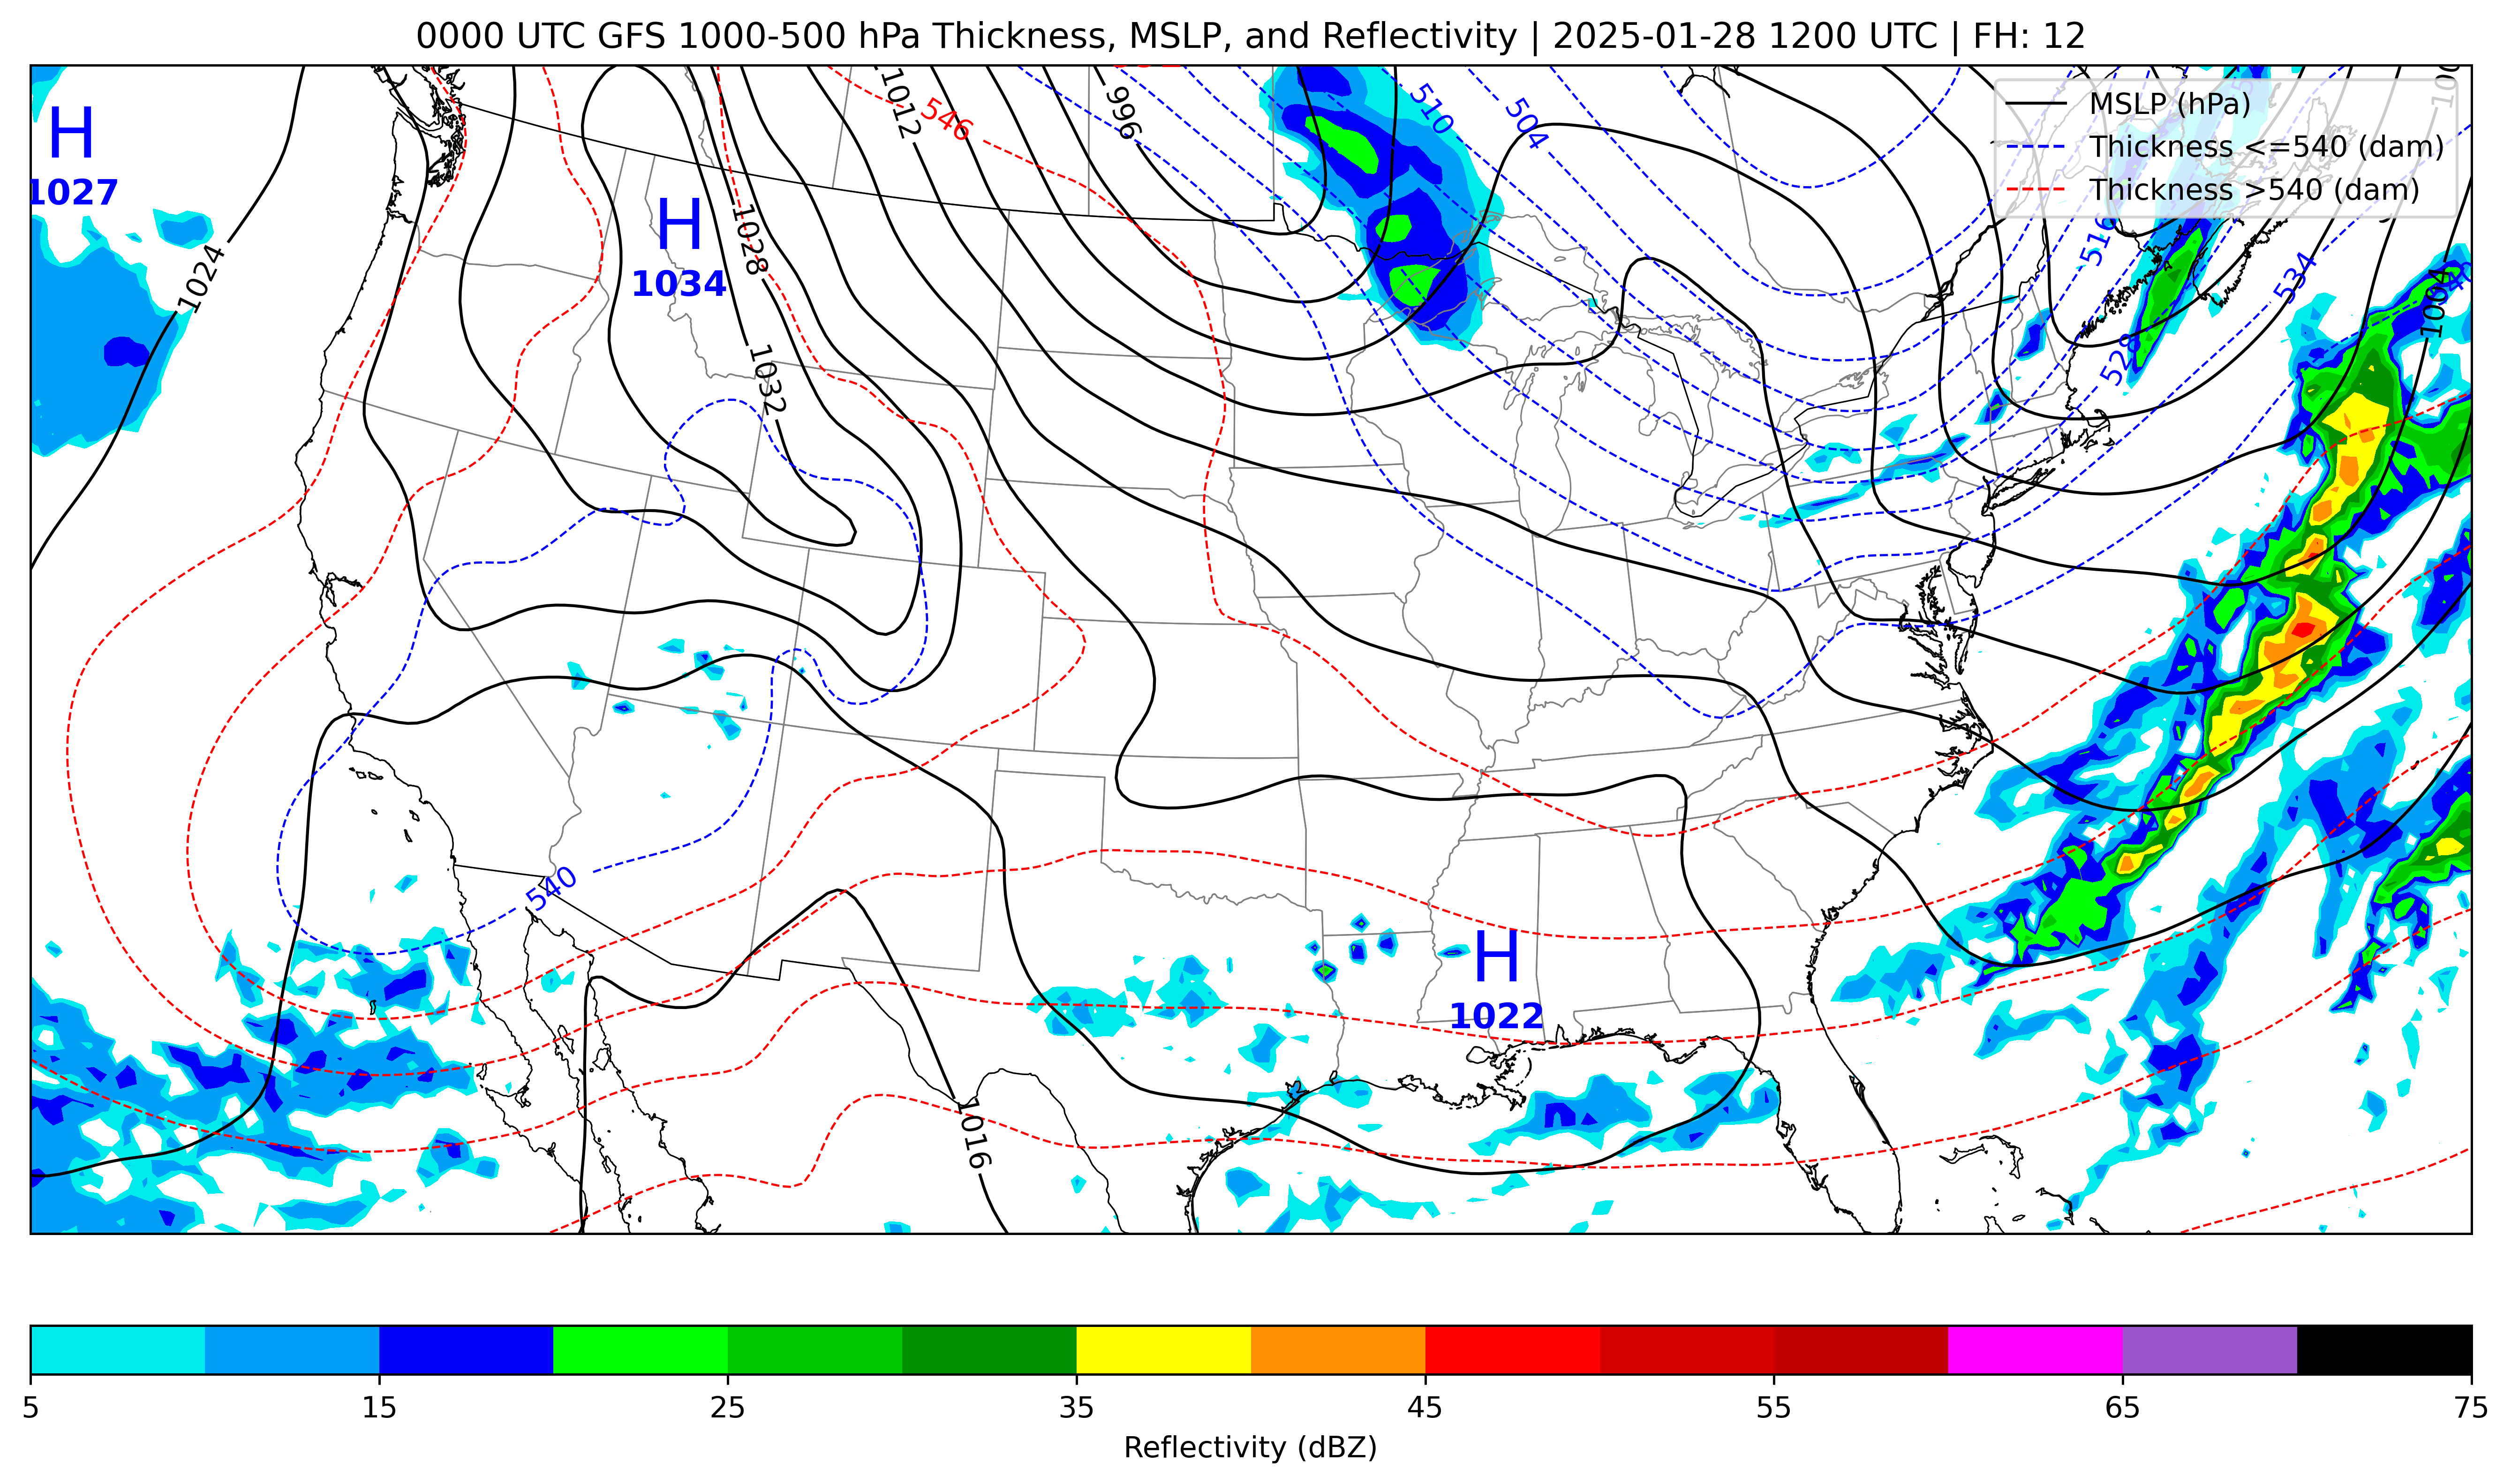 0000 UTC GFS 1000-500 hPa Thickness, MSLP, and Reflectivity | 2025-01-28 1200 UTC | FH: 12
MSLP (hPa)
Thickness <=540 (dam)
Thickness >540 (dam)
H
1027
H
1034
H
1022
1024
1028
1032
1012
996
546
510
504
516
528
534
1004
540
1016
5 15 25 35 45 55 65 75
Reflectivity (dBZ)